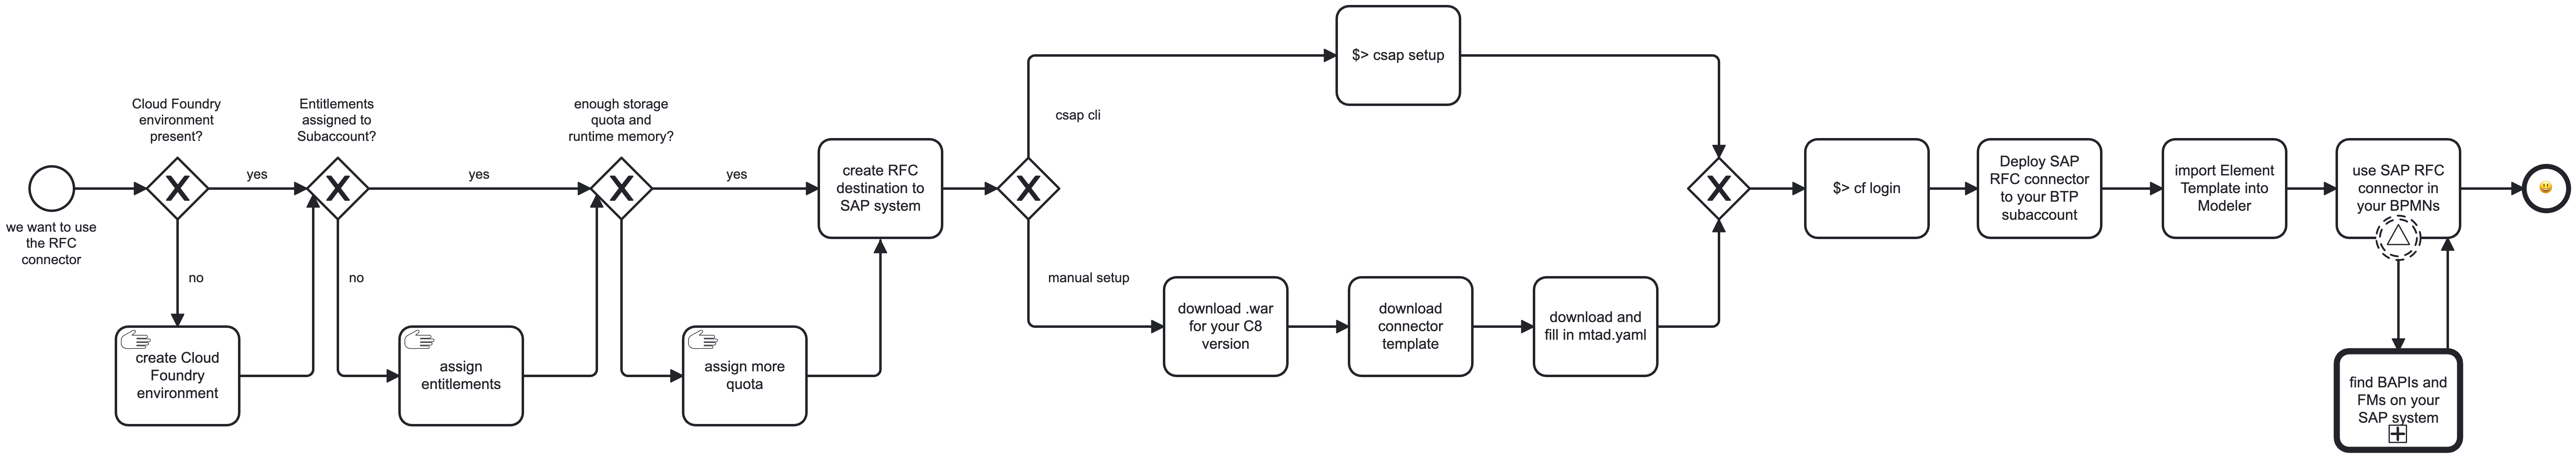 we want to use
the RFC
connector
Cloud Foundry
environment
present?
yes
no
create Cloud
Foundry
environment
Entitlements
assigned to
Subaccount?
yes
no
assign
entitlements
enough storage
quota and
runtime memory?
yes
assign more
quota
create RFC
destination to
SAP system
csap cli
$> csap setup
manual setup
download .war
for your C8
version
download
connector
template
download and
fill in mtad.yaml
$> cf login
Deploy SAP
RFC connector
to your BTP
subaccount
import Element
Template into
Modeler
use SAP RFC
connector in
your BPMNs
find BAPIs and
FMs on your
SAP system